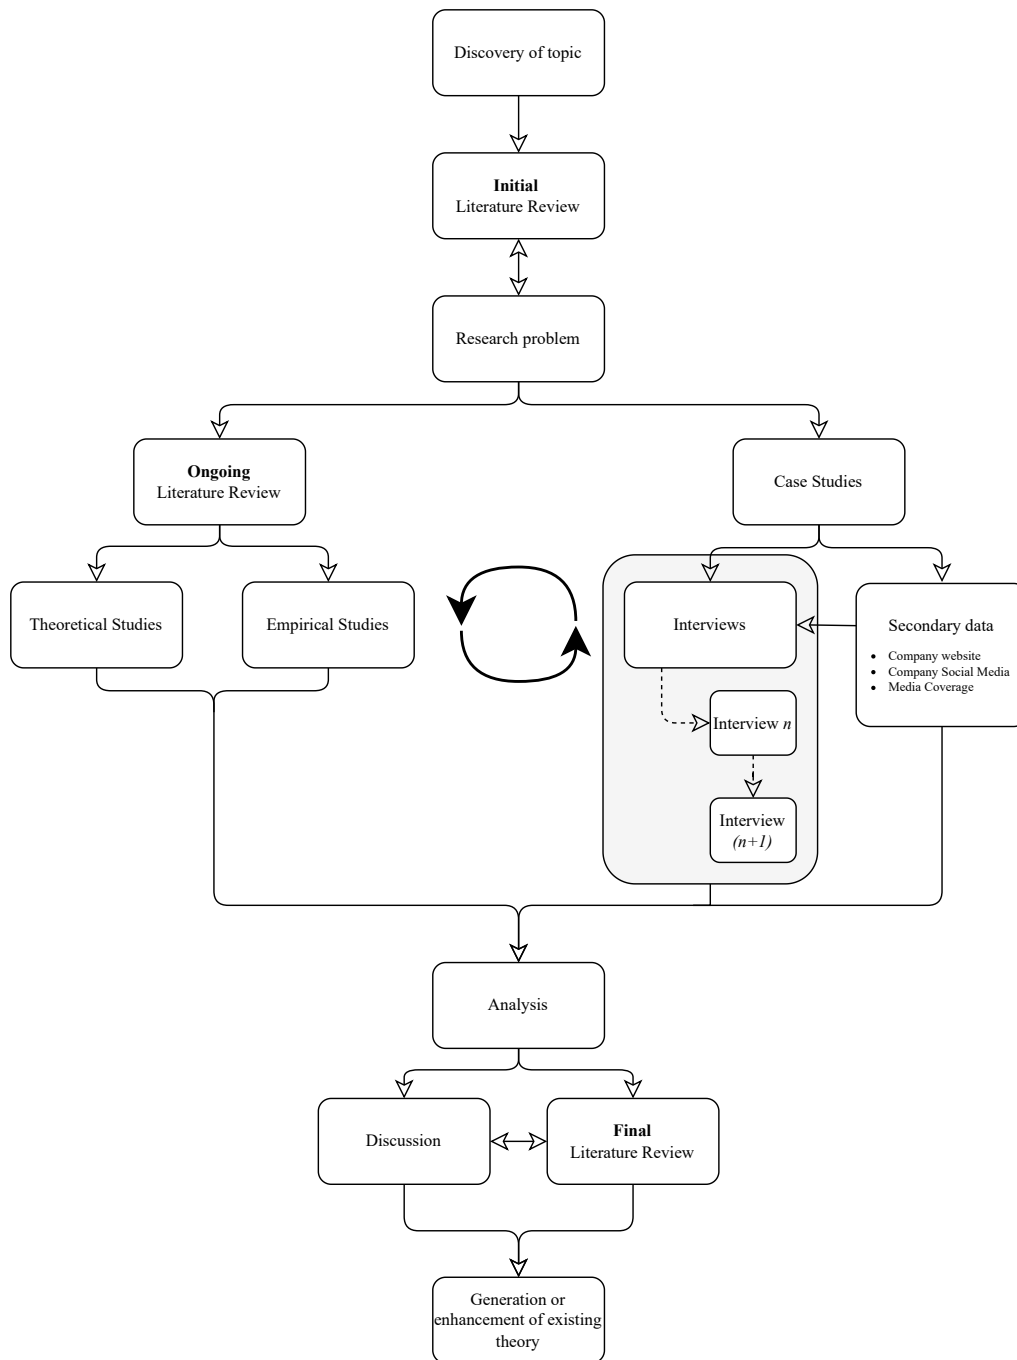 Discovery of topic
Initial
Literature Review
Research problem
Ongoing
Literature Review
Case Studies
Theoretical Studies
Empirical Studies
Interviews
Secondary data
• Company website
• Company Social Media
• Media Coverage
Interview n
Interview
(n+1)
Analysis
Discussion
Final
Literature Review
Generation or
enhancement of existing
theory